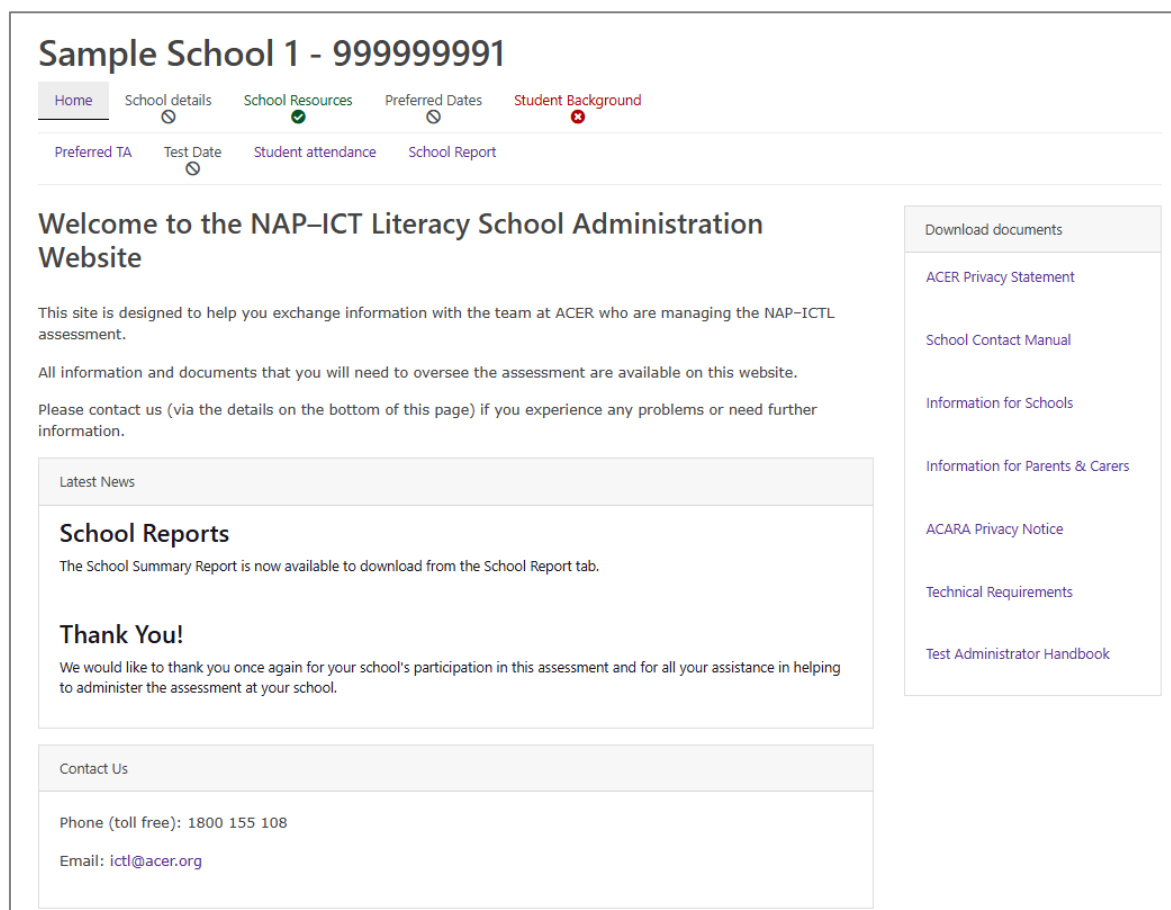 Sample School 1 - 999999991
Home School details School Resources Preferred Dates Student Background
Preferred TA Test Date Student attendance School Report
Welcome to the NAP–ICT Literacy School Administration
Website
This site is designed to help you exchange information with the team at ACER who are managing the NAP–ICTL
assessment.
All information and documents that you will need to oversee the assessment are available on this website.
Please contact us (via the details on the bottom of this page) if you experience any problems or need further
information.
Latest News
School Reports
The School Summary Report is now available to download from the School Report tab.
Thank You!
We would like to thank you once again for your school's participation in this assessment and for all your assistance in helping
to administer the assessment at your school.
Contact Us
Phone (toll free): 1800 155 108
Email: ictl@acer.org
Download documents
ACER Privacy Statement
School Contact Manual
Information for Schools
Information for Parents & Carers
ACARA Privacy Notice
Technical Requirements
Test Administrator Handbook